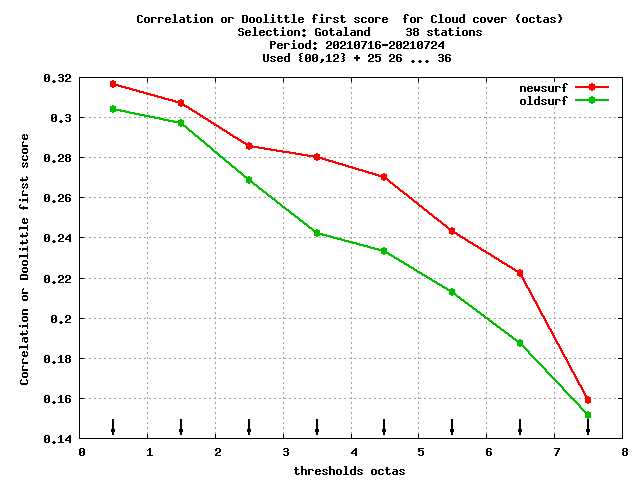 Correlation or Doolittle first score  for Cloud cover (octas)
Selection: Gotaland     38 stations
Period: 20210716-20210724
Used {00,12} + 25 26 ... 36
newsurf
oldsurf
Correlation or Doolittle first score
0.32
0.3
0.28
0.26
0.24
0.22
0.2
0.18
0.16
0.14
0 1 2 3 4 5 6 7 8
thresholds octas